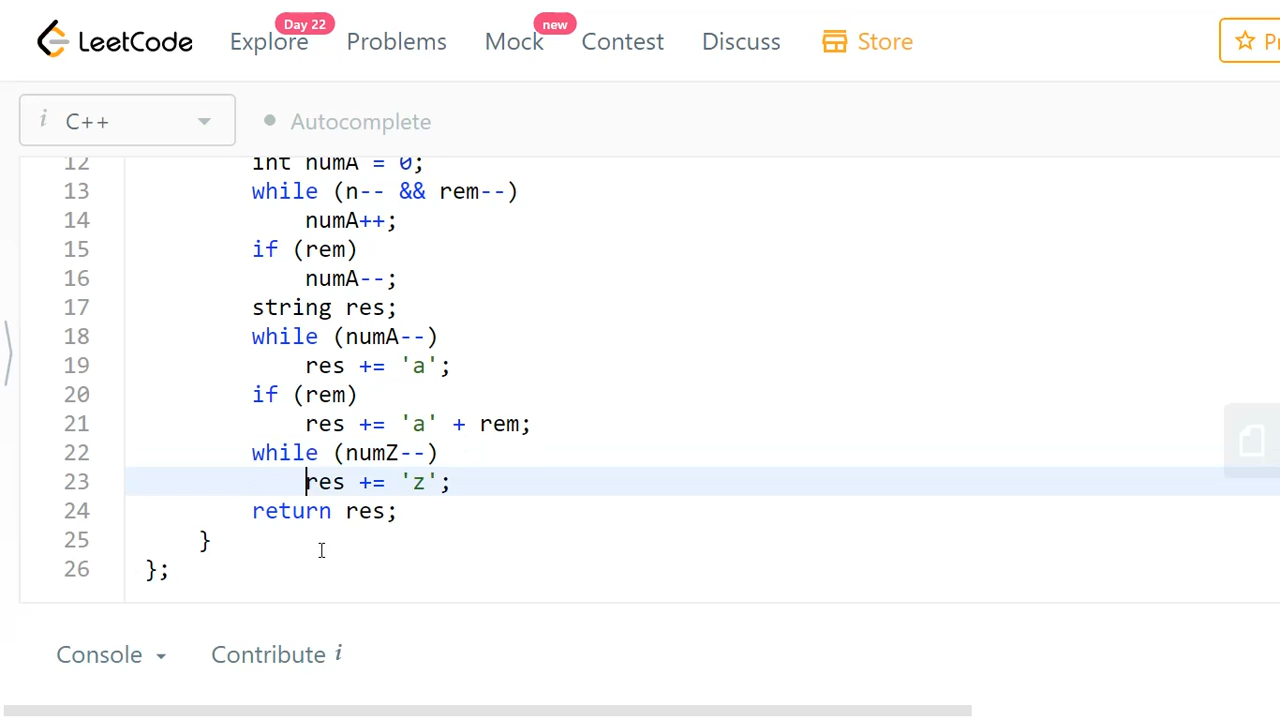 Day 22
new
LeetCode Explore Problems Mock Contest Discuss Store
i C++ Autocomplete
12 int numA = 0;
13 while (n-- && rem--)
14 numA++;
15 if (rem)
16 numA--;
17 string res;
18 while (numA--)
19 res += 'a';
20 if (rem)
21 res += 'a' + rem;
22 while (numZ--)
23 res += 'z';
24 return res;
25 }
26 };
Console Contribute i